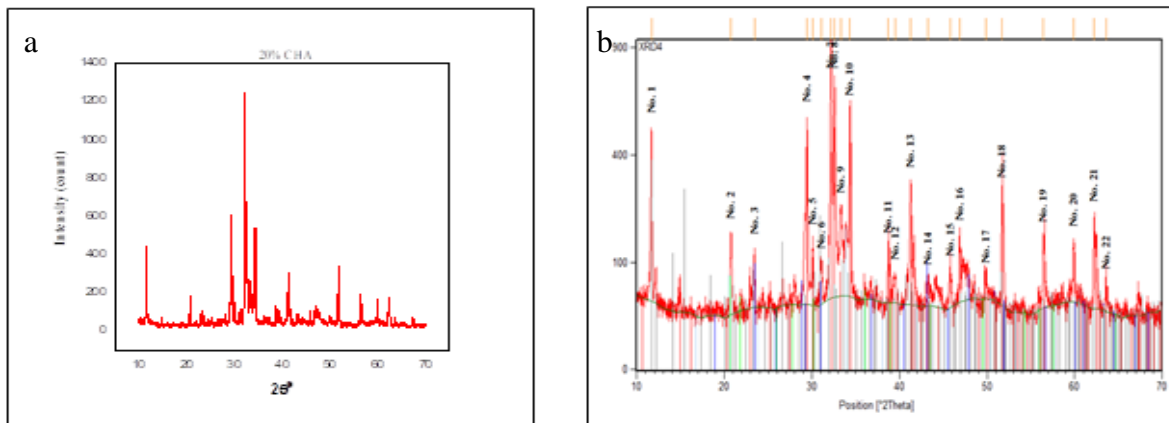 a
20% CHA
Intensity (count)
1400
1200
1000
800
600
400
200
0
10 20 30 40 50 60 70
b
XRD4
900
400
100
0
No. 1
No. 2
No. 3
No. 4
No. 5
No. 6
No. 8
No. 9
No. 10
No. 11
No. 12
No. 13
No. 14
No. 15
No. 16
No. 17
No. 18
No. 19
No. 20
No. 21
No. 22
10 20 30 40 50 60 70
Position [°2Theta]